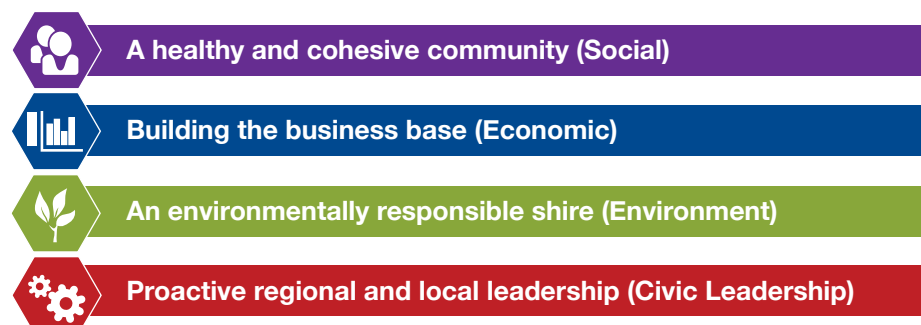 A healthy and cohesive community (Social)
Building the business base (Economic)
An environmentally responsible shire (Environment)
Proactive regional and local leadership (Civic Leadership)